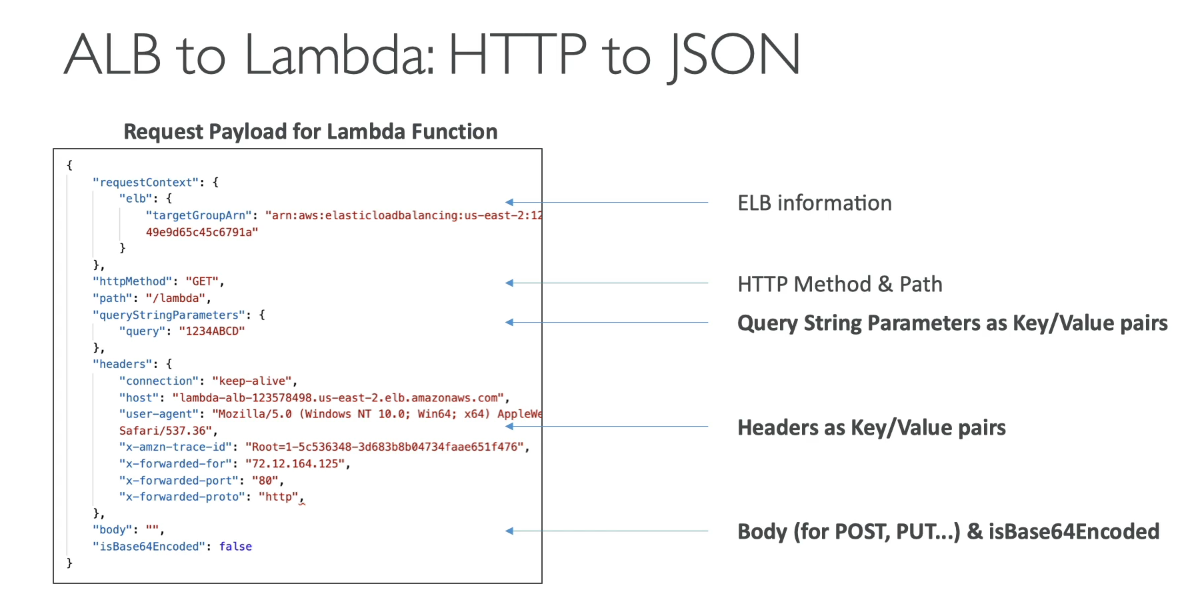 ALB to Lambda: HTTP to JSON
Request Payload for Lambda Function
{
"requestContext": {
"elb": {
"targetGroupArn": "arn:aws:elasticloadbalancing:us-east-2:12
49e9d65c45c6791a"
}
},
"httpMethod": "GET",
"path": "/lambda",
"queryStringParameters": {
"query": "1234ABCD"
},
"headers": {
"connection": "keep-alive",
"host": "lambda-alb-123578498.us-east-2.elb.amazonaws.com",
"user-agent": "Mozilla/5.0 (Windows NT 10.0; Win64; x64) AppleWe
Safari/537.36",
"x-amzn-trace-id": "Root=1-5c536348-3d683b8b04734faae651f476",
"x-forwarded-for": "72.12.164.125",
"x-forwarded-port": "80",
"x-forwarded-proto": "http",
},
"body": "",
"isBase64Encoded": false
}
ELB information
HTTP Method & Path
Query String Parameters as Key/Value pairs
Headers as Key/Value pairs
Body (for POST, PUT...) & isBase64Encoded